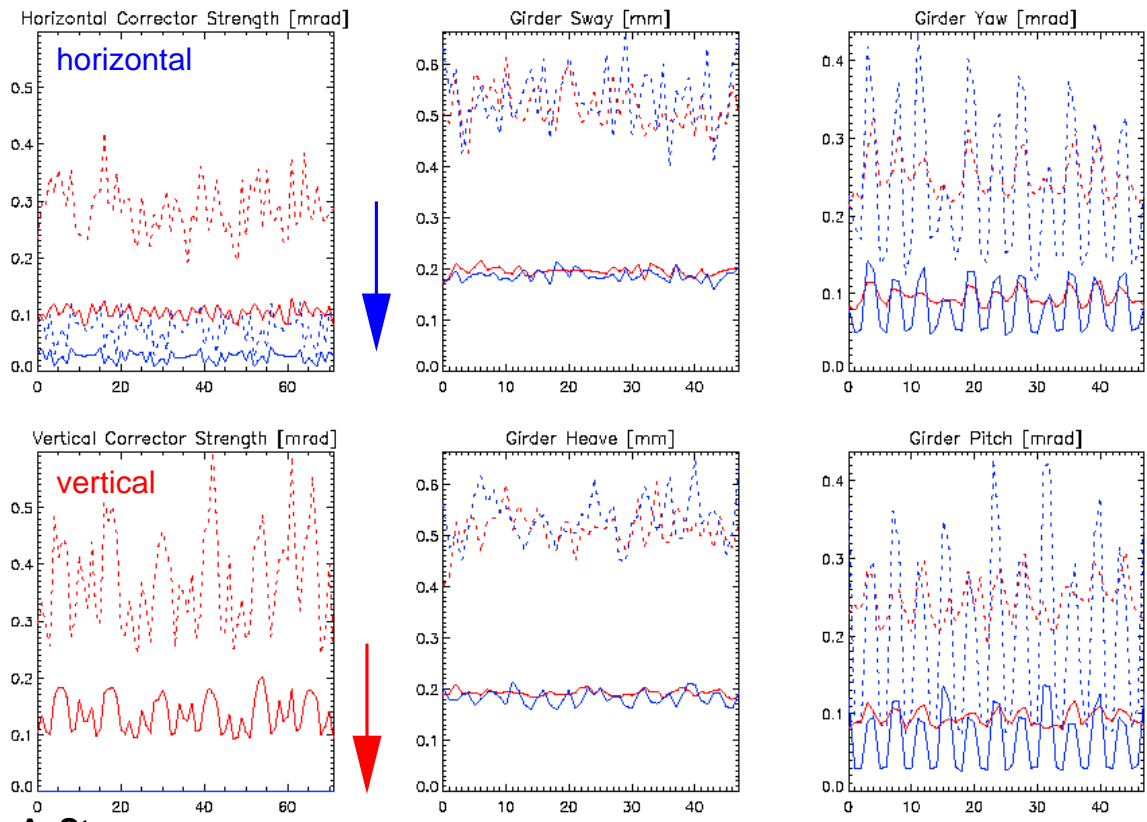 Horizontal Corrector Strength [mrad]
horizontal
0.5
0.4
0.3
0.2
0.1
0.0
0 20 40 60
Girder Sway [mm]
0.6
0.5
0.4
0.3
0.2
0.1
0.0
0 10 20 30 40
Girder Yaw [mrad]
0.4
0.3
0.2
0.1
0.0
0 10 20 30 40
Vertical Corrector Strength [mrad]
vertical
0.5
0.4
0.3
0.2
0.1
0.0
0 20 40 60
Girder Heave [mm]
0.6
0.5
0.4
0.3
0.2
0.1
0.0
0 10 20 30 40
Girder Pitch [mrad]
0.4
0.3
0.2
0.1
0.0
0 10 20 30 40